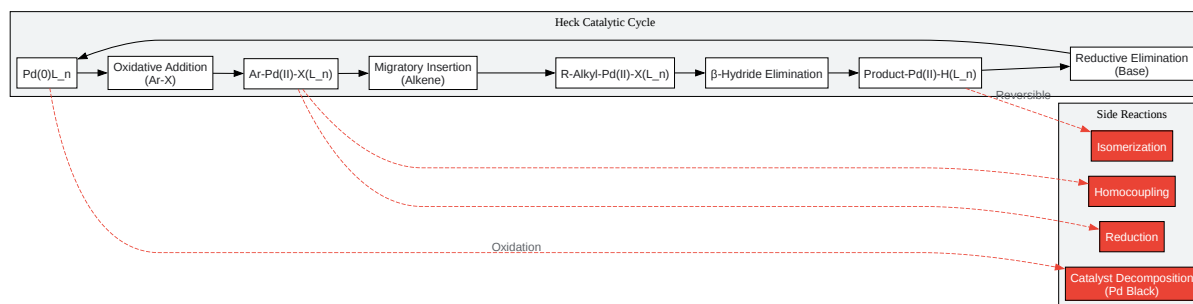 Heck Catalytic Cycle
Pd(0)L_n
Oxidative Addition
(Ar-X)
Ar-Pd(II)-X(L_n)
Migratory Insertion
(Alkene)
R-Alkyl-Pd(II)-X(L_n)
β-Hydride Elimination
Product-Pd(II)-H(L_n)
Reductive Elimination
(Base)
Reversible
Side Reactions
Isomerization
Homocoupling
Reduction
Oxidation
Catalyst Decomposition
(Pd Black)